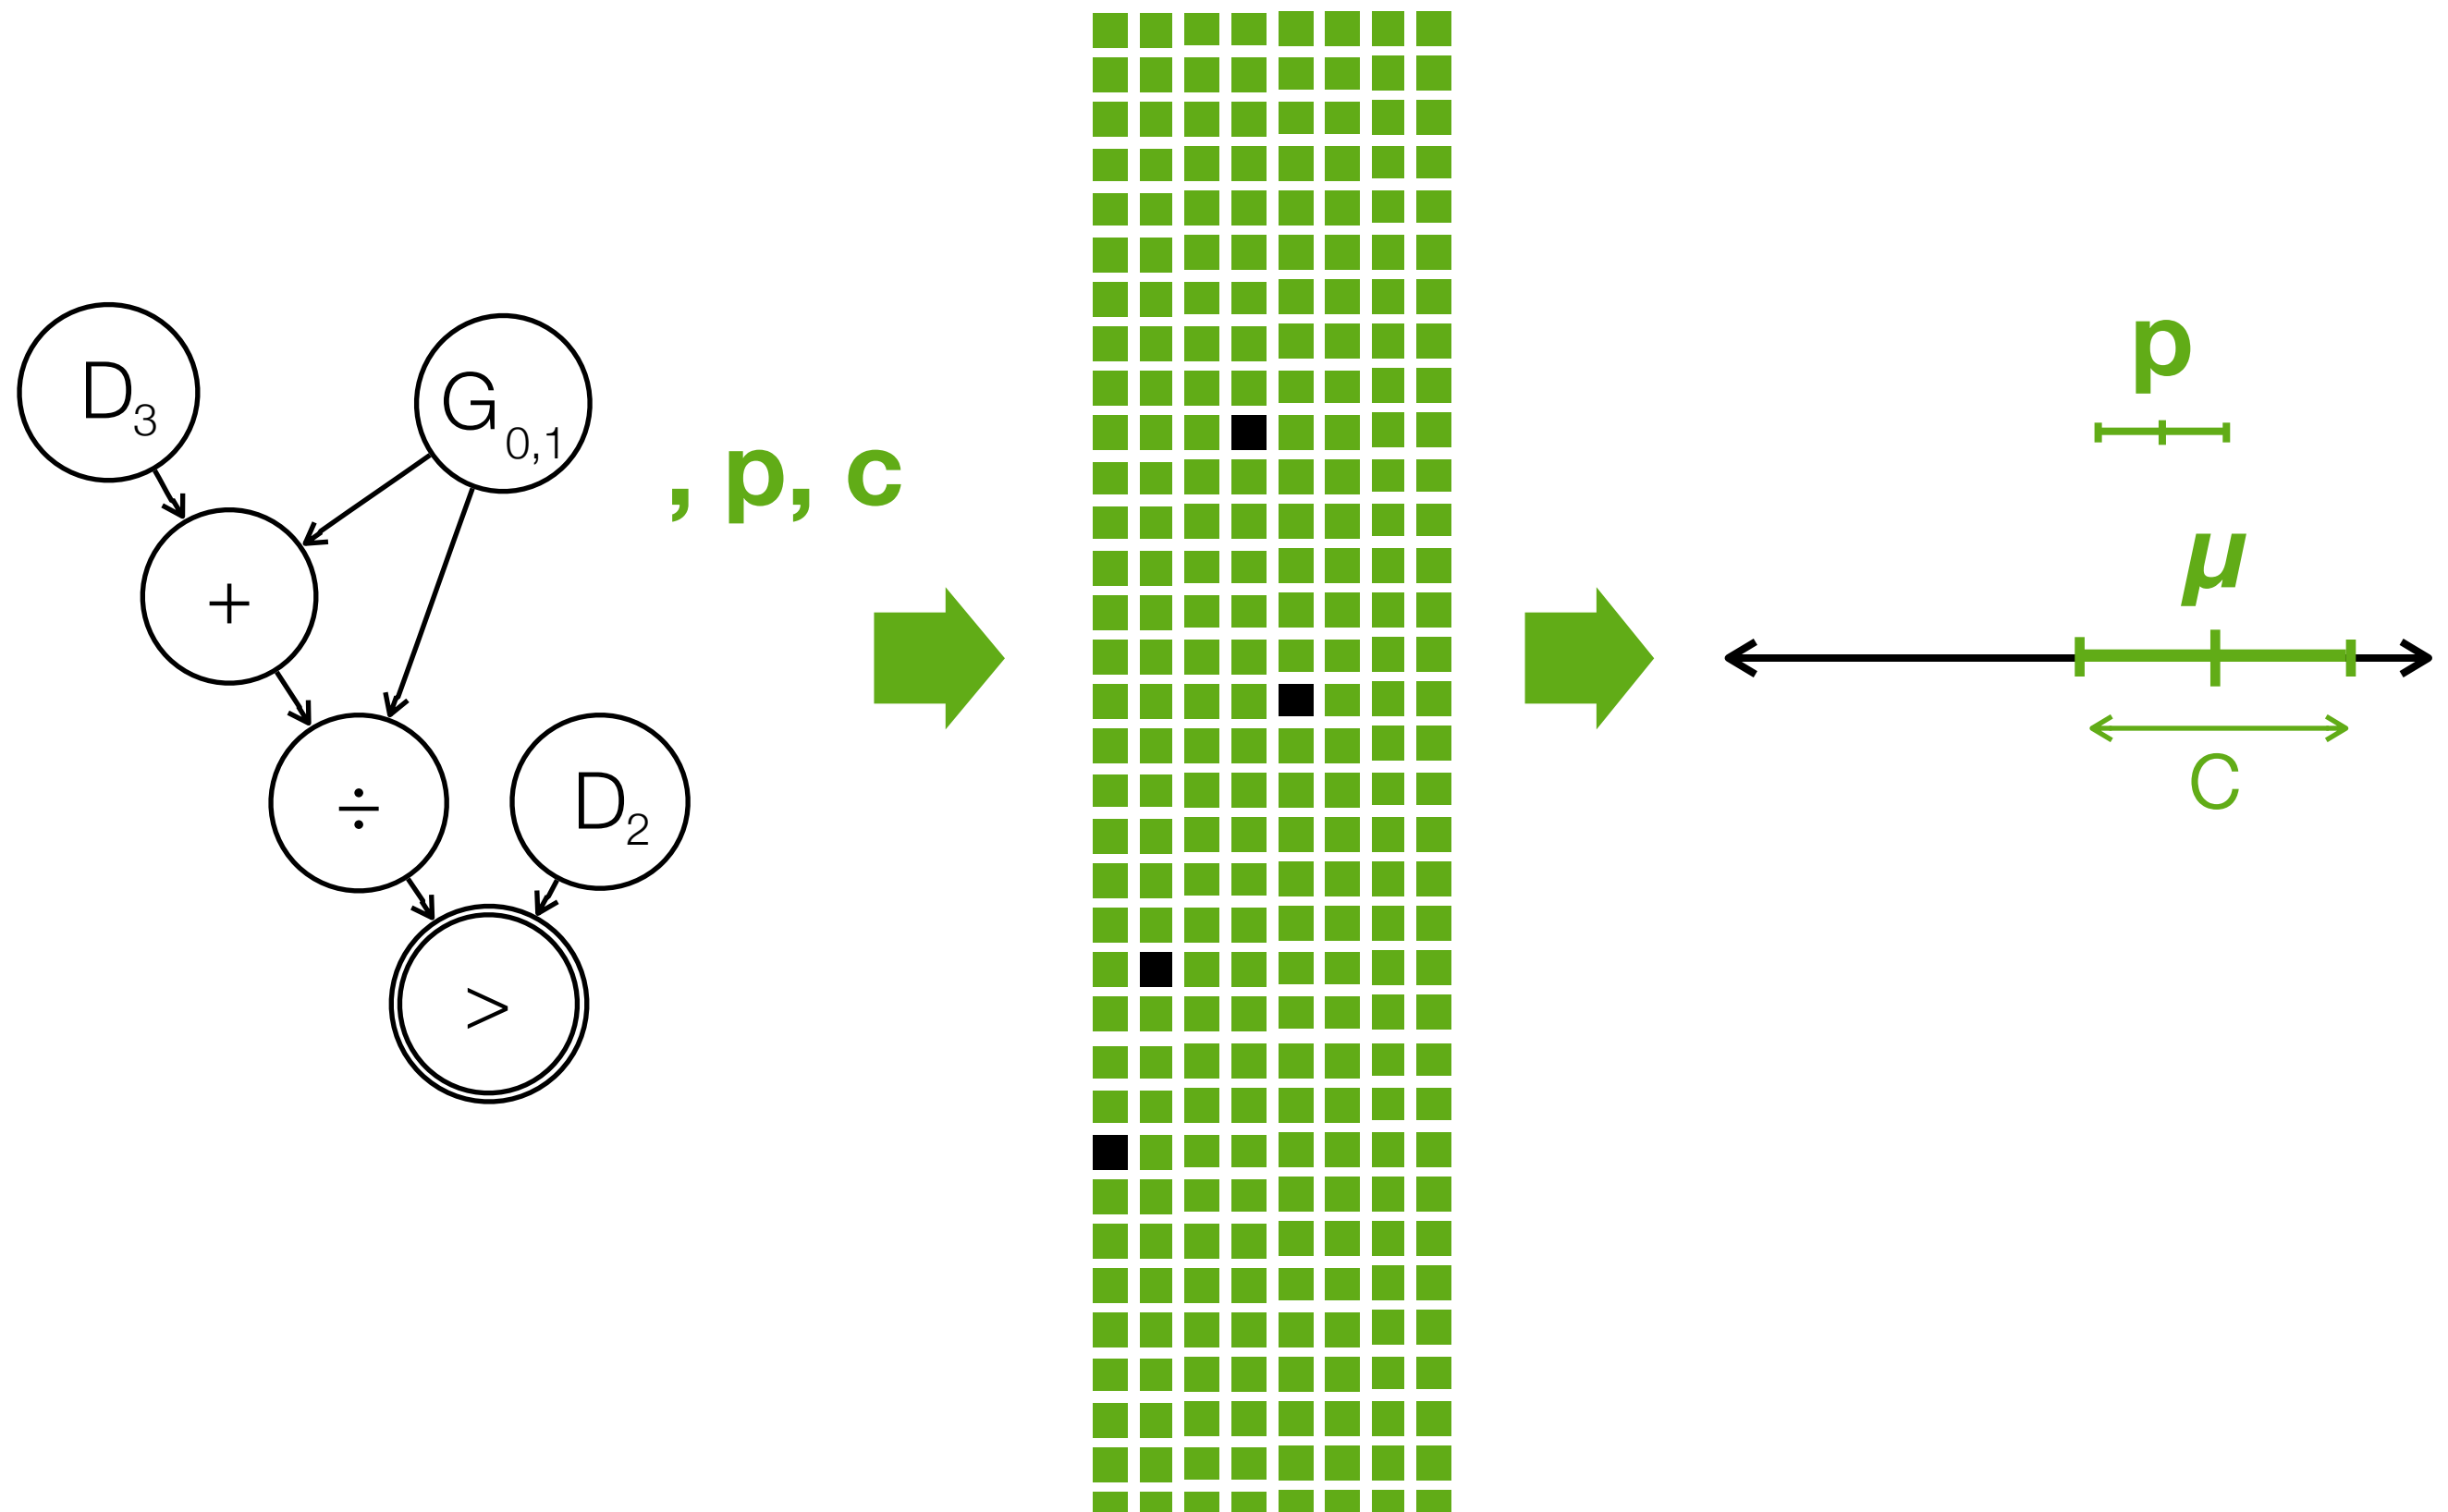 D3
G0,1
, p, c
+
÷
D2
>
p
μ
C